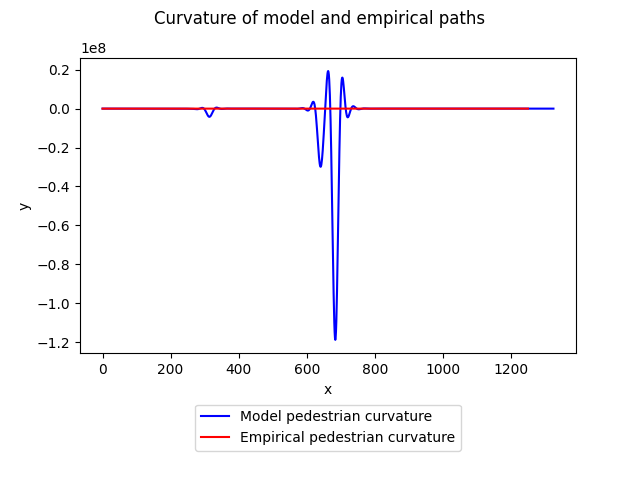 Curvature of model and empirical paths
1e8
0.2
0.0
−0.2
−0.4
−0.6
−0.8
−1.0
−1.2
y
0 200 400 600 800 1000 1200
x
Model pedestrian curvature
Empirical pedestrian curvature